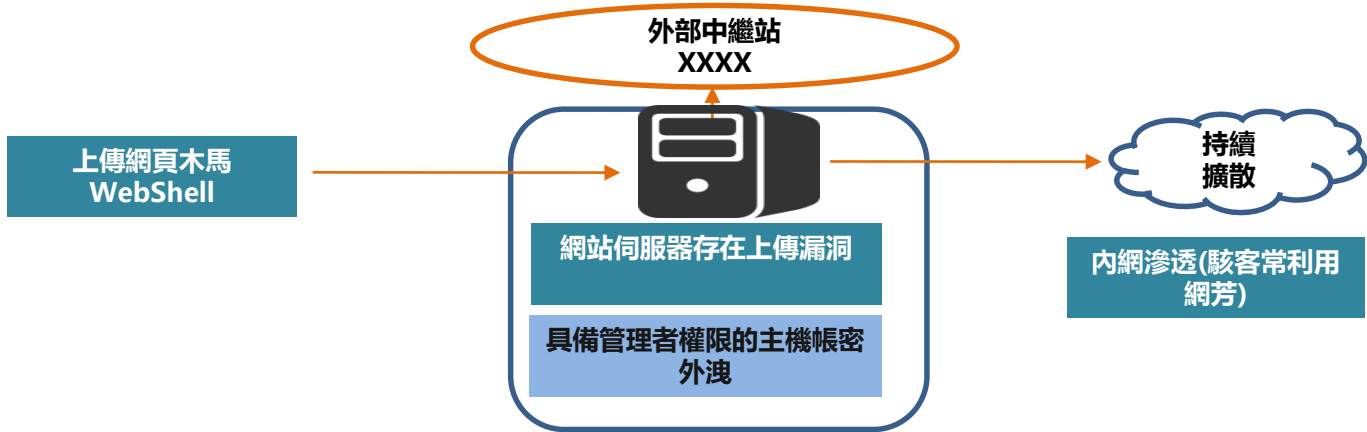 外部中繼站
XXXX
上傳網頁木馬
WebShell
持續
擴散
網站伺服器存在上傳漏洞
內網滲透(駭客常利用
網芳)
具備管理者權限的主機帳密
外洩